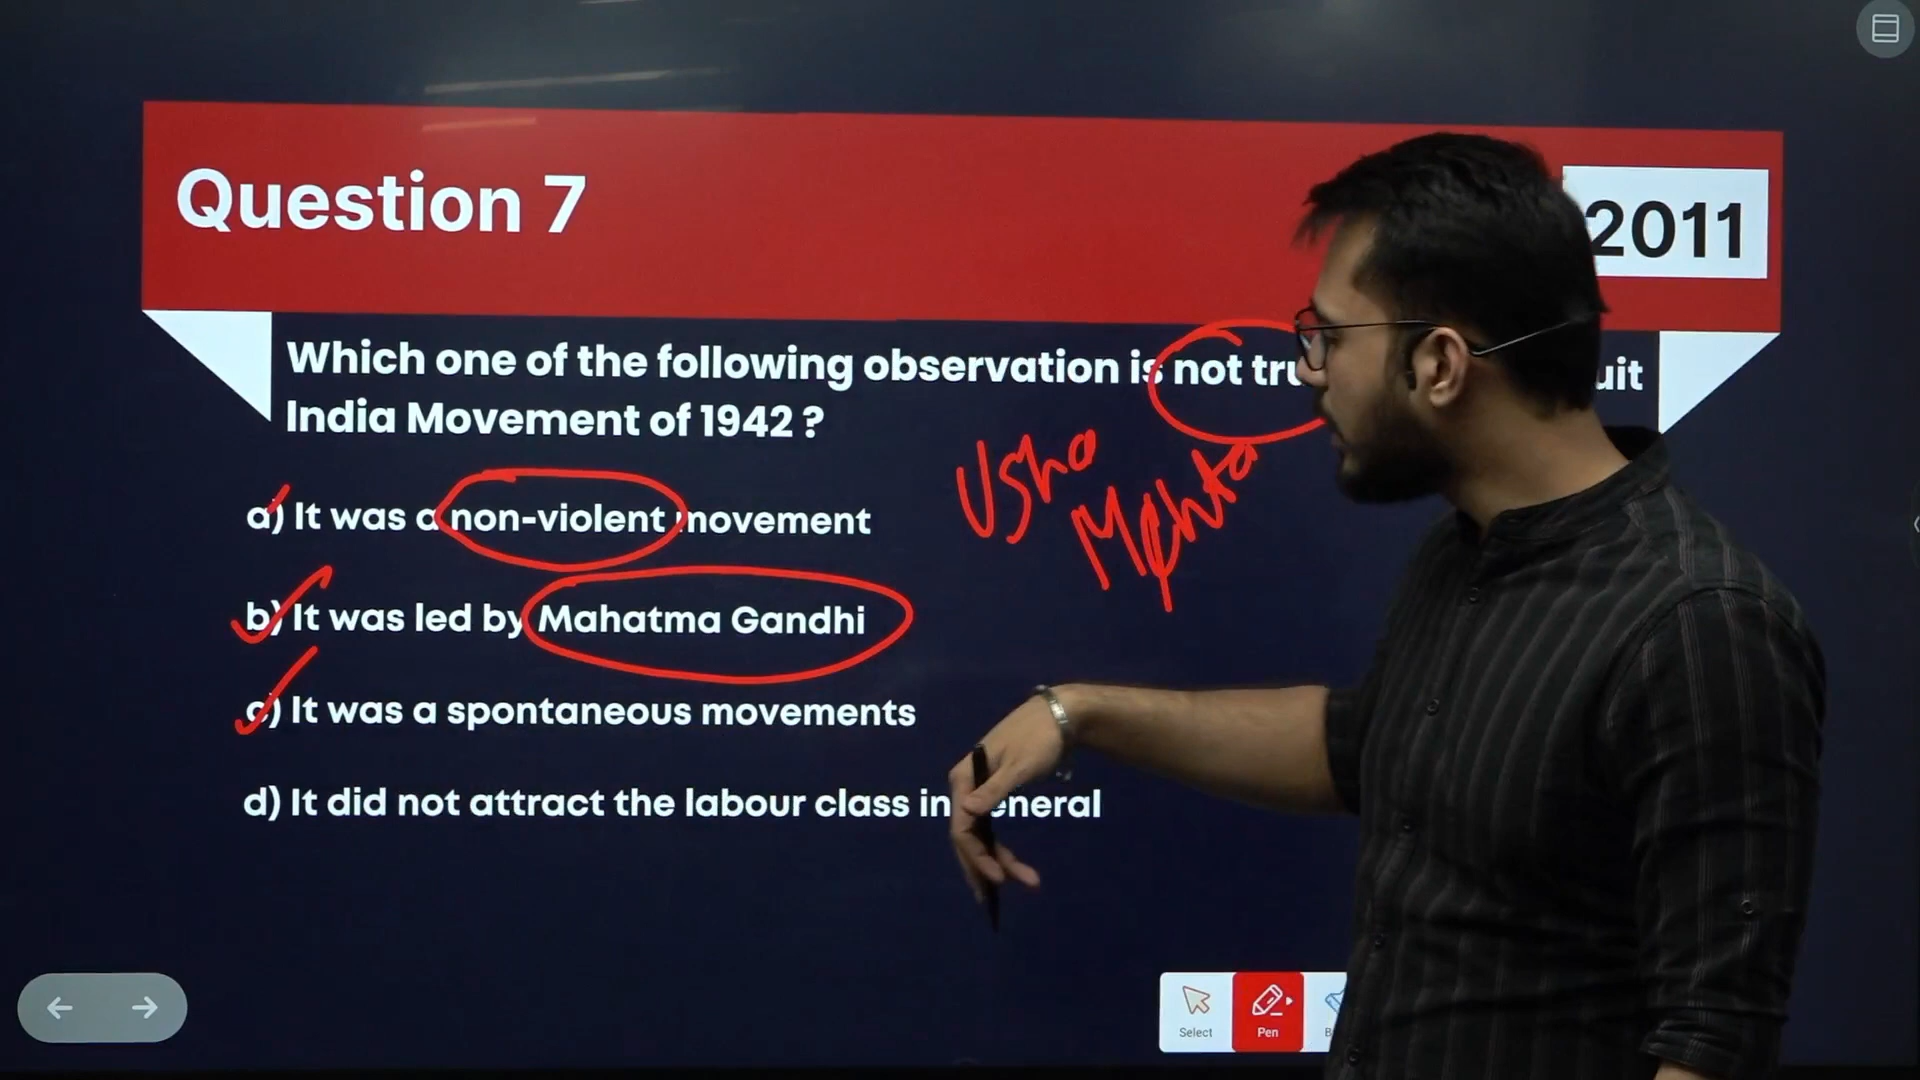 Question 7
2011
Which one of the following observation is not uit
India Movement of 1942 ?
Usha
Mehta
a) It was a non-violent movement
b) It was led by Mahatma Gandhi
c) It was a spontaneous movements
d) It did not attract the labour class in
Select
Pen